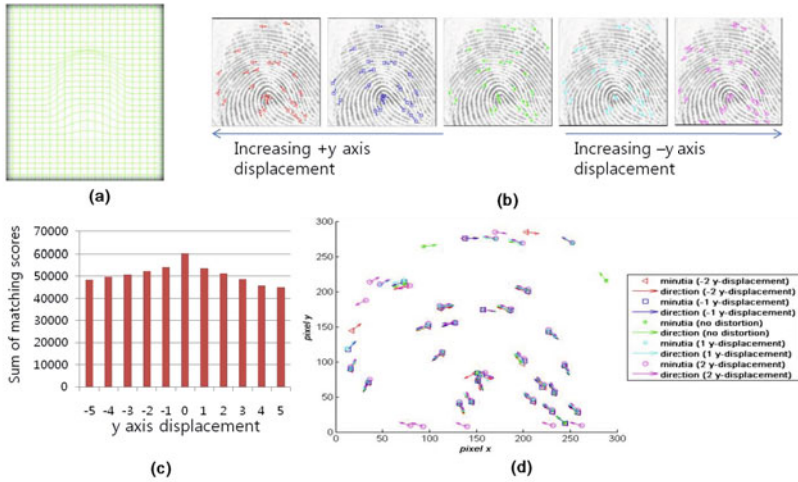 (a)
Increasing +y axis
displacement
Increasing –y axis
displacement
(b)
70000
60000
50000
40000
30000
20000
10000
0
Sum of matching scores
-5 -4 -3 -2 -1 0 1 2 3 4 5
y axis displacement
(c)
300
250
200
150
100
50
0
pixel y
0 50 100 150 200 250 300
pixel x
minutia (-2 y-displacement)
direction (-2 y-displacement)
minutia (-1 y-displacement)
direction (-1 y-displacement)
minutia (no distortion)
direction (no distortion)
minutia (1 y-displacement)
direction (1 y-displacement)
minutia (2 y-displacement)
direction (2 y-displacement)
(d)